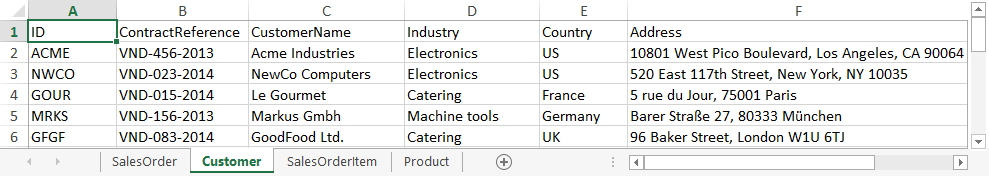 A B C D E F
1 ID ContractReference CustomerName Industry Country Address
2 ACME VND-456-2013 Acme Industries Electronics US 10801 West Pico Boulevard, Los Angeles, CA 90064
3 NWCO VND-023-2014 NewCo Computers Electronics US 520 East 117th Street, New York, NY 10035
4 GOUR VND-015-2014 Le Gourmet Catering France 5 rue du Jour, 75001 Paris
5 MRKS VND-156-2013 Markus Gmbh Machine tools Germany Barer Straße 27, 80333 München
6 GFGF VND-083-2014 GoodFood Ltd. Catering UK 96 Baker Street, London W1U 6TJ
SalesOrder Customer SalesOrderItem Product